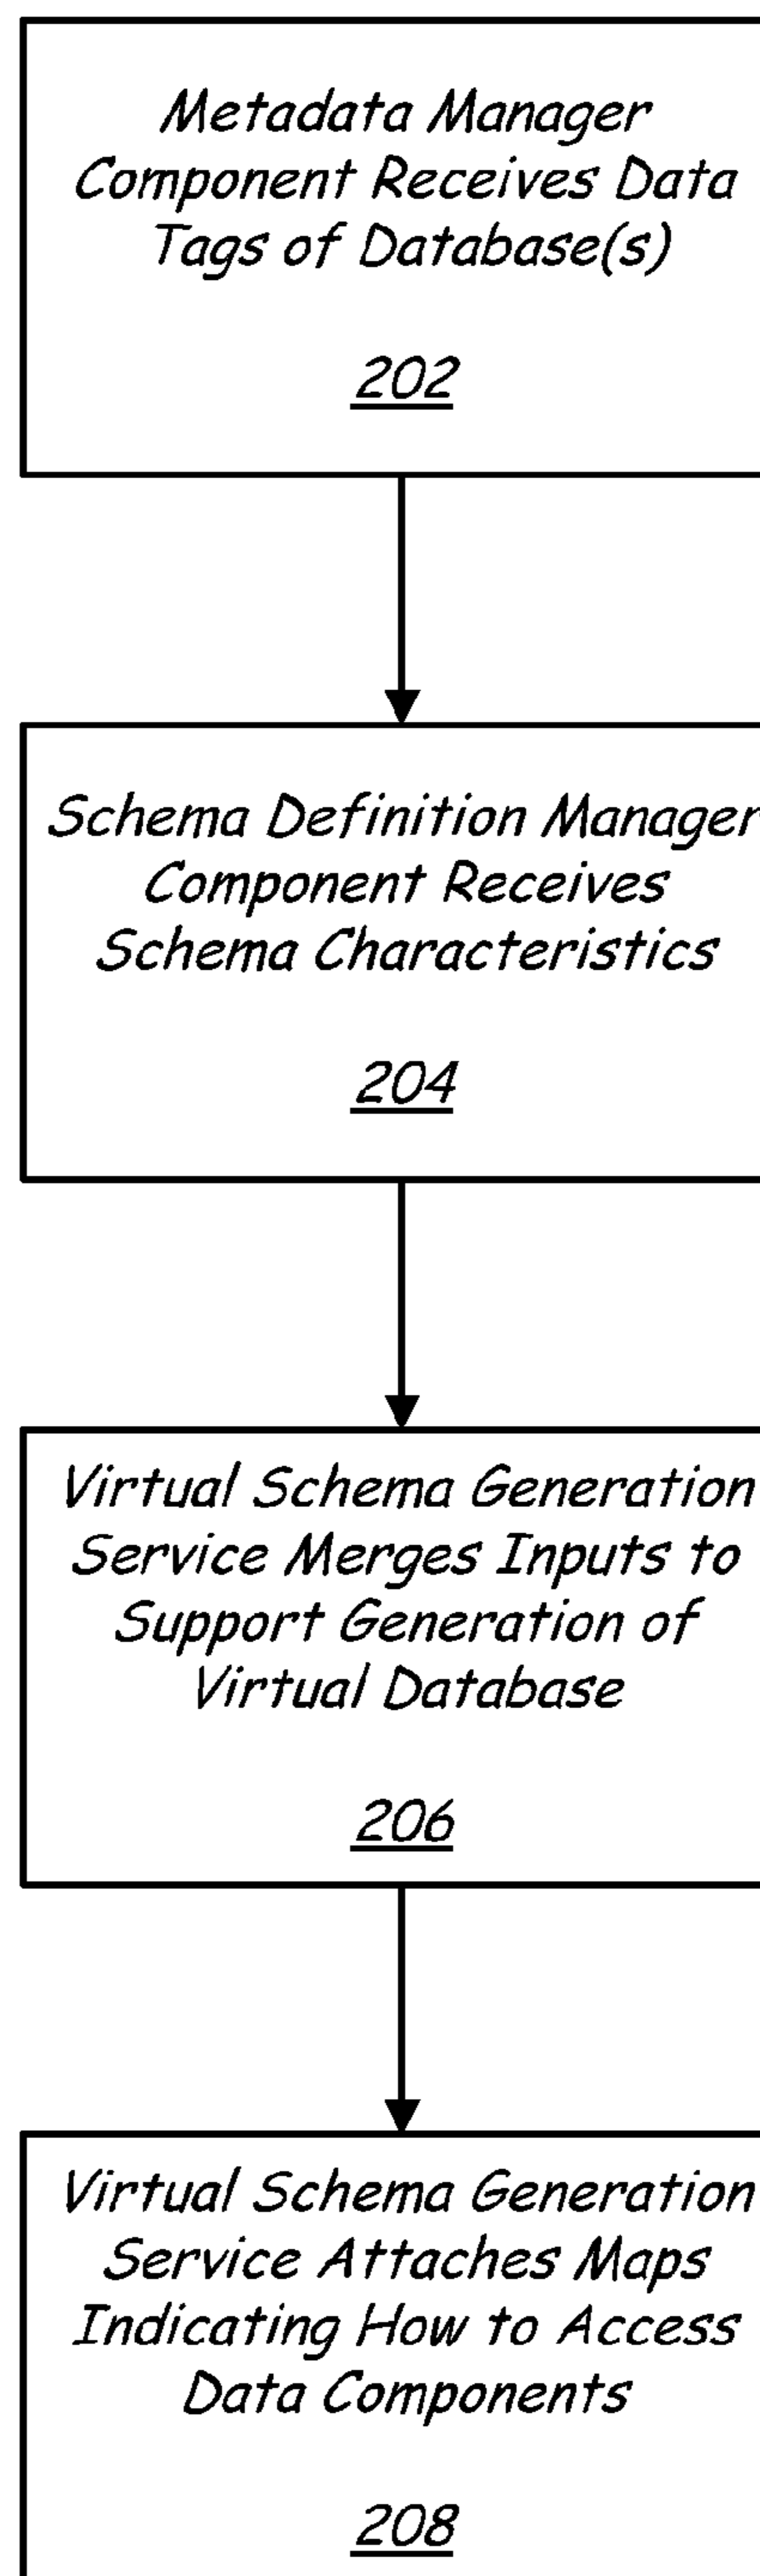 Metadata Manager
Component Receives Data
Tags of Database(s)
202
Schema Definition Manager
Component Receives
Schema Characteristics
204
Virtual Schema Generation
Service Merges Inputs to
Support Generation of
Virtual Database
206
Virtual Schema Generation
Service Attaches Maps
Indicating How to Access
Data Components
208